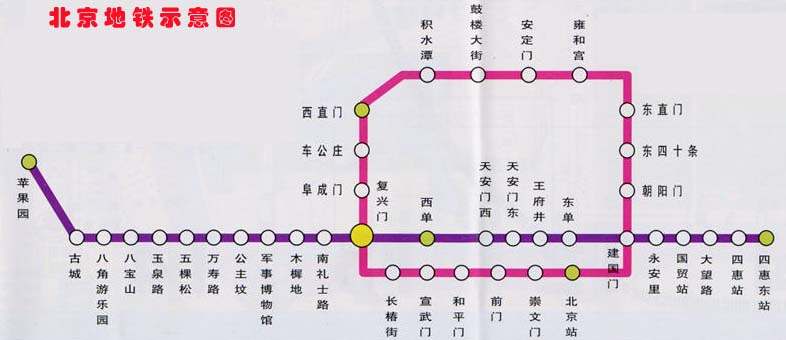 北京地铁示意图
积水潭
鼓楼大街
安定门
雍和宫
西直门
东直门
车公庄
东四十条
阜成门
朝阳门
苹果园
复兴门
西单
天安门西
天安门东
王府井
东单
古城
八角游乐园
八宝山
玉泉路
五棵松
万寿路
公主坟
军事博物馆
木樨地
南礼士路
建国门
永安里
国贸站
大望路
四惠站
四惠东站
长椿街
宣武门
和平门
前门
崇文门
北京站